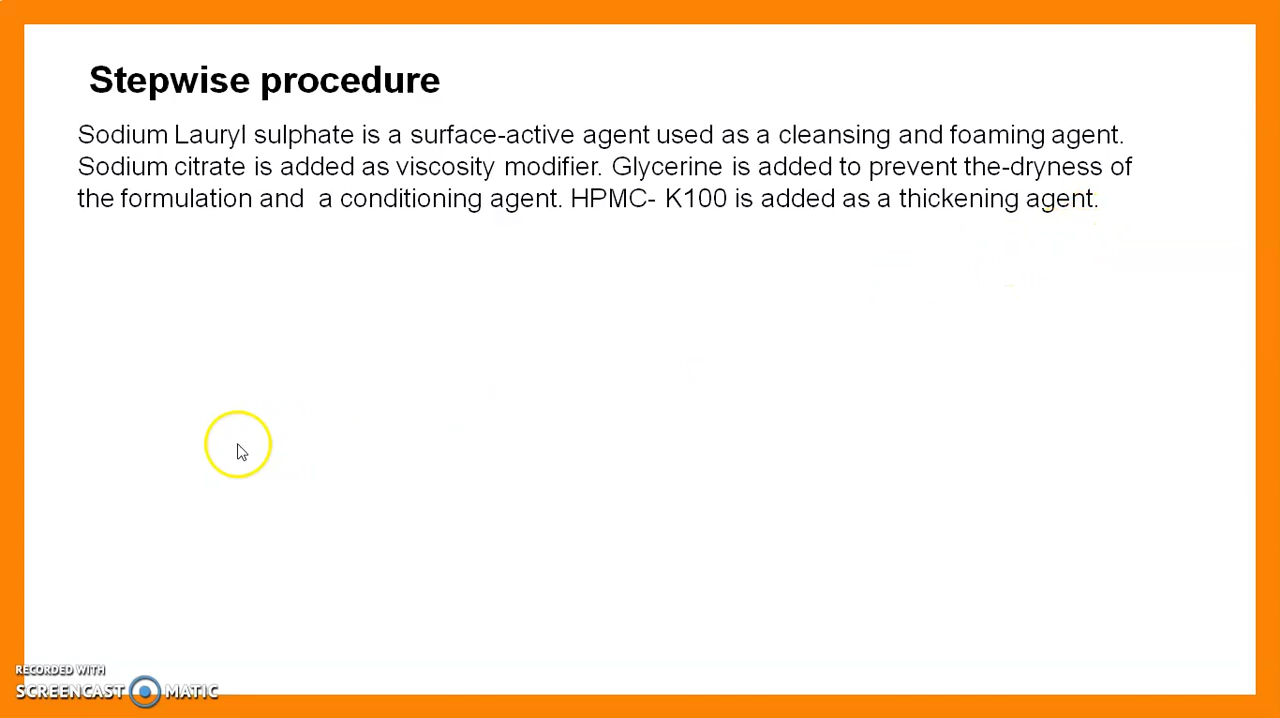 Stepwise procedure
Sodium Lauryl sulphate is a surface-active agent used as a cleansing and foaming agent.
Sodium citrate is added as viscosity modifier. Glycerine is added to prevent the-dryness of
the formulation and  a conditioning agent. HPMC- K100 is added as a thickening agent.
RECORDED WITH
SCREENCAST MATIC